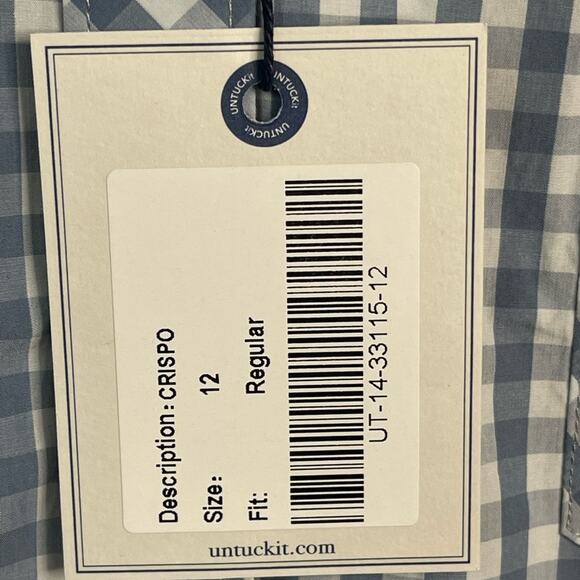 UNTUCKit UNTUCKit UNTUCKit
Description: CRISPO
Size: 12
Fit: Regular
UT-14-33115-12
untuckit.com